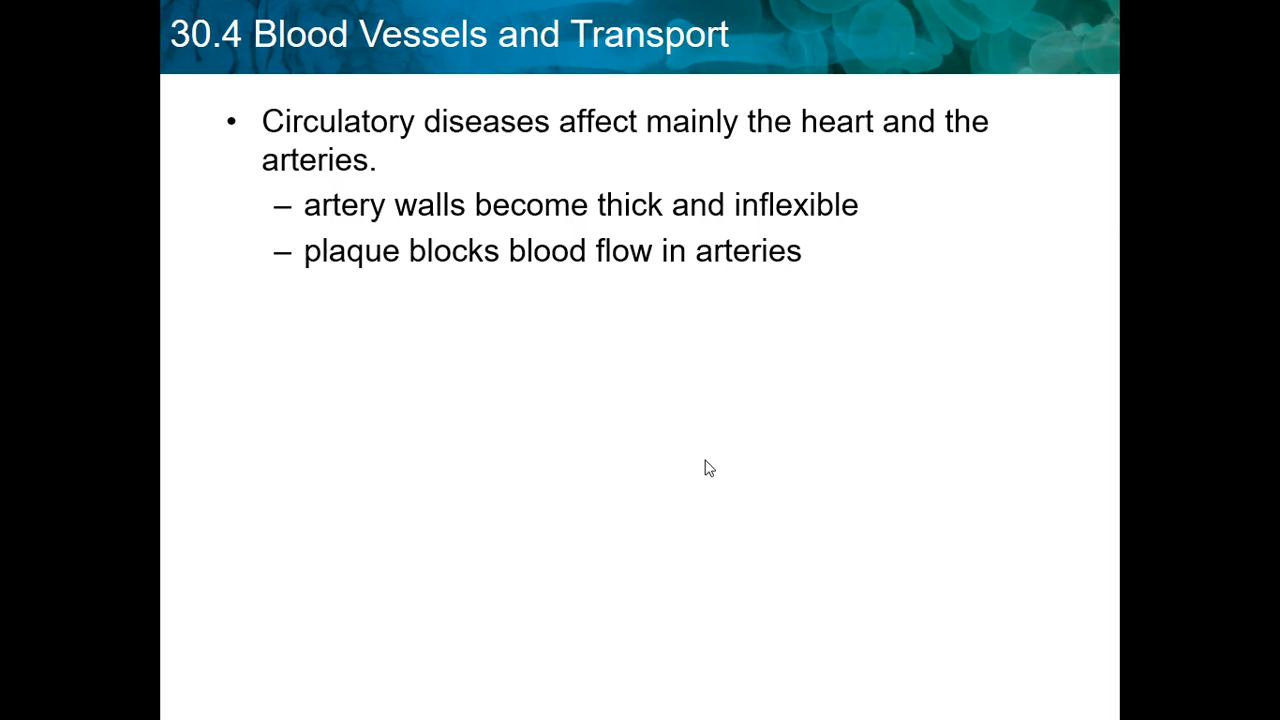 30.4 Blood Vessels and Transport
• Circulatory diseases affect mainly the heart and the
arteries.
– artery walls become thick and inflexible
– plaque blocks blood flow in arteries